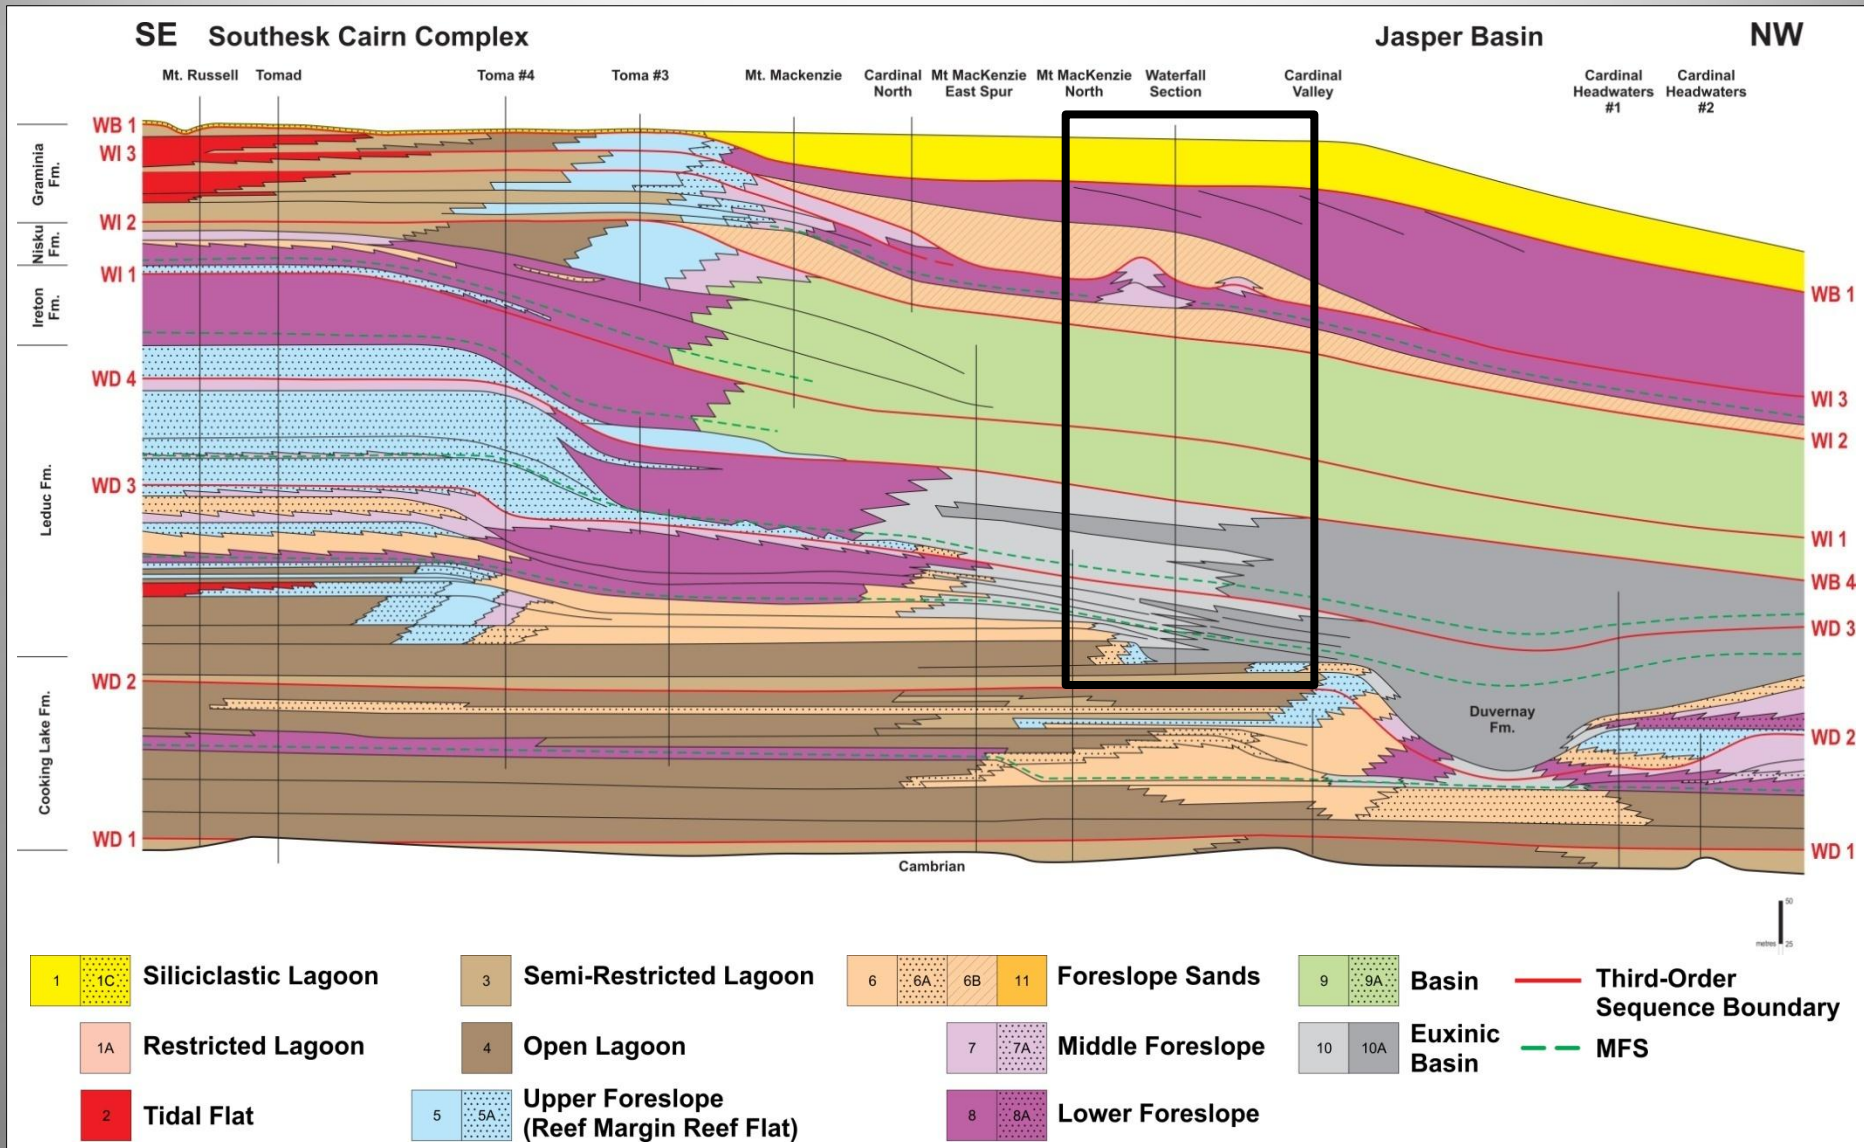 SE Southesk Cairn Complex Jasper Basin NW
Mt. Russell Tomad Toma #4 Toma #3 Mt. Mackenzie Cardinal North Mt MacKenzie East Spur Mt MacKenzie North Waterfall Section Cardinal Valley Cardinal Headwaters #1 Cardinal Headwaters #2
Graminia Fm.
Nisku Fm.
Ireton Fm.
Leduc Fm.
Cooking Lake Fm.
WB 1
WI 3
WI 2
WI 1
WD 4
WD 3
WD 2
WD 1
WB 1
WI 3
WI 2
WI 1
WB 4
WD 3
WD 2
WD 1
Duvernay
Fm.
Cambrian
50
metres 25
1 1C Siliciclastic Lagoon
1A Restricted Lagoon
2 Tidal Flat
3 Semi-Restricted Lagoon
4 Open Lagoon
5 5A Upper Foreslope
(Reef Margin Reef Flat)
6 6A 6B 11 Foreslope Sands
7 7A Middle Foreslope
8 8A Lower Foreslope
9 9A Basin
10 10A Euxinic
Basin
Third-Order
Sequence Boundary
MFS